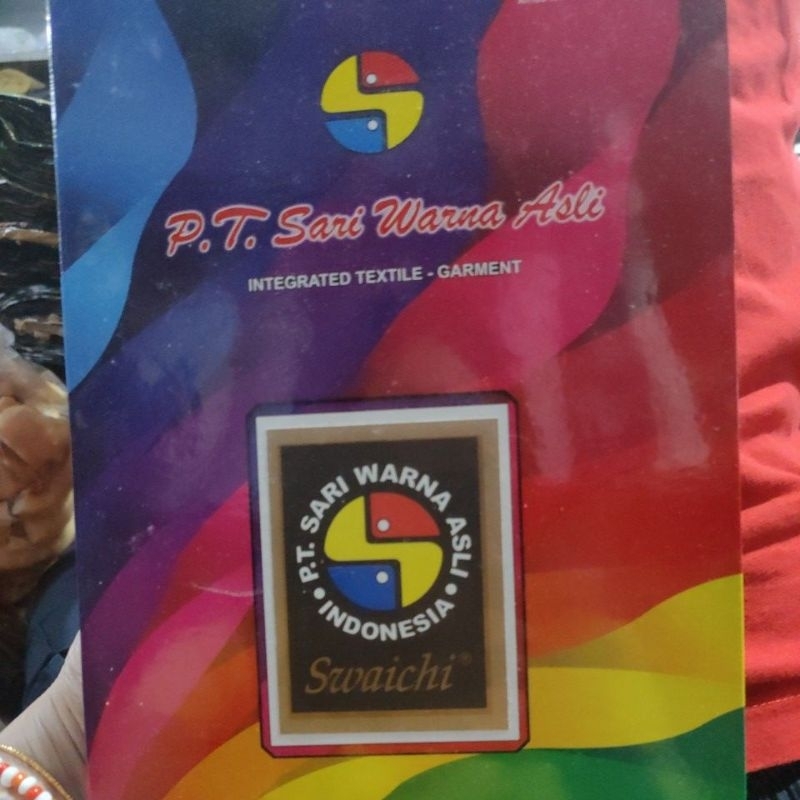 P.T. Sari Warna Asli
INTEGRATED TEXTILE - GARMENT
P.T. SARI WARNA ASLI
• INDONESIA •
Swaichi®